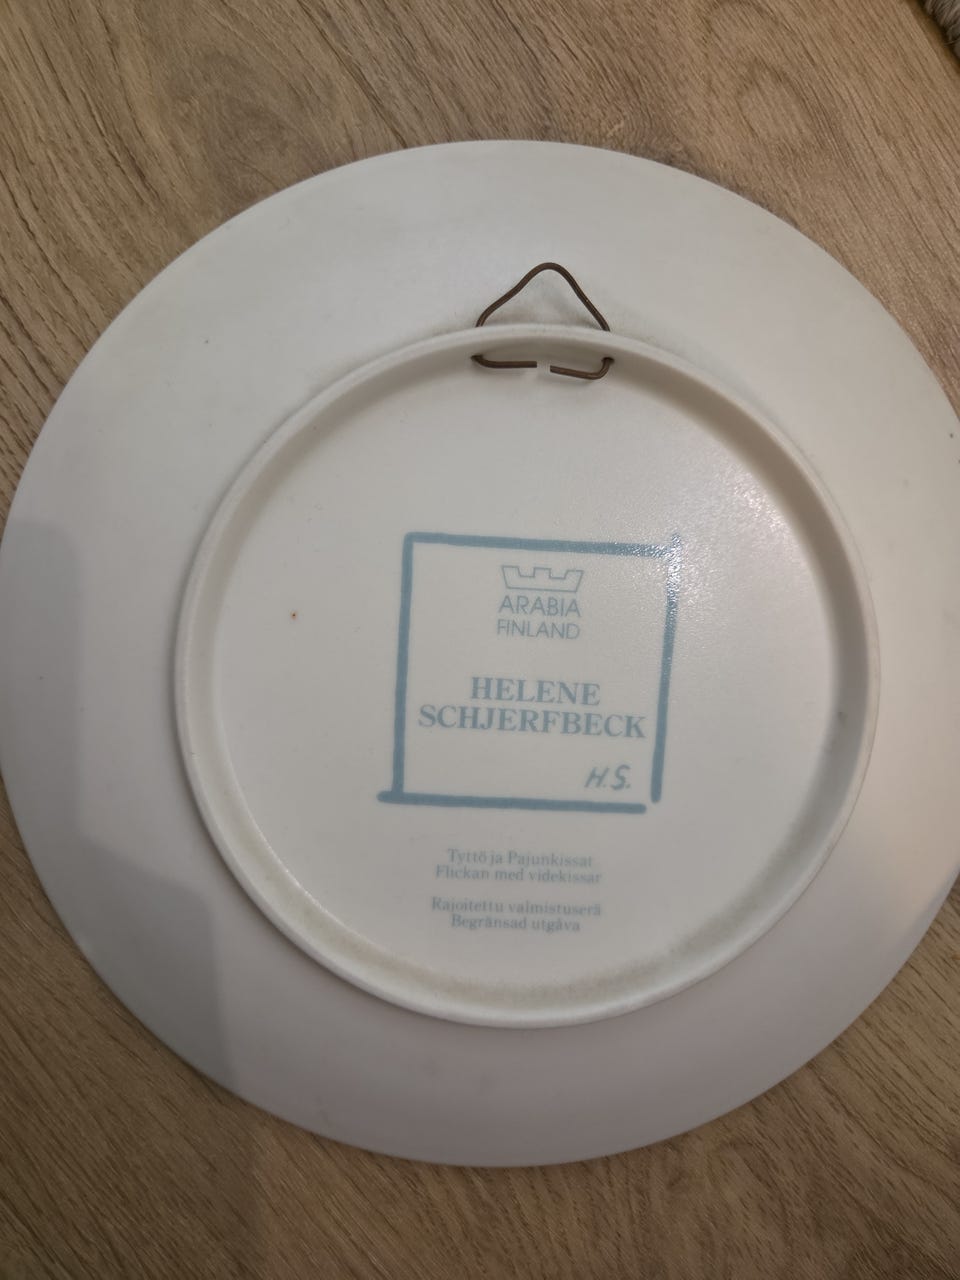 ARABIA
FINLAND
HELENE
SCHJERFBECK
H.S.
Tyttö ja Pajunkissat
Flickan med videkissar
Rajoitettu valmistuserä
Begränsad utgåva